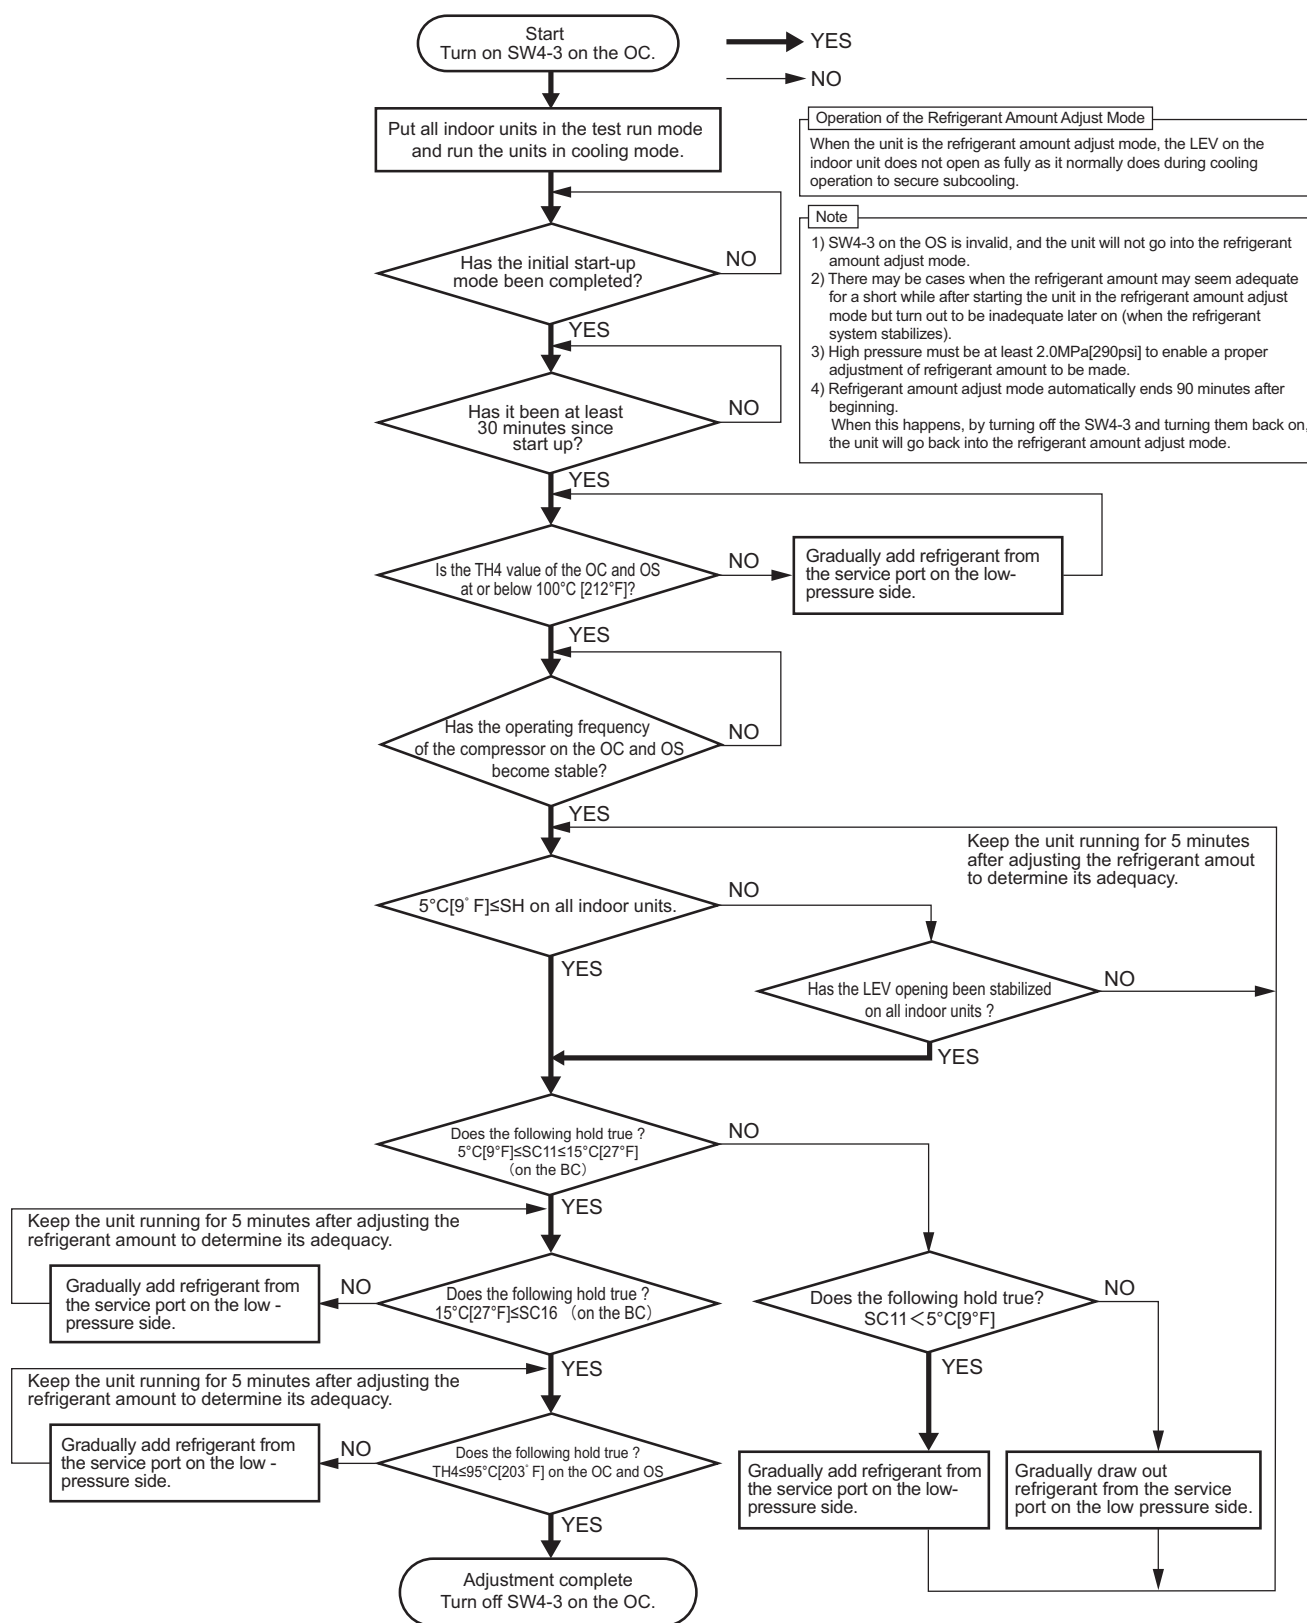 Start
Turn on SW4-3 on the OC.
YES
NO
Put all indoor units in the test run mode
and run the units in cooling mode.
Operation of the Refrigerant Amount Adjust Mode
When the unit is the refrigerant amount adjust mode, the LEV on the
indoor unit does not open as fully as it normally does during cooling
operation to secure subcooling.
Note
1) SW4-3 on the OS is invalid, and the unit will not go into the refrigerant
amount adjust mode.
2) There may be cases when the refrigerant amount may seem adequate
for a short while after starting the unit in the refrigerant amount adjust
mode but turn out to be inadequate later on (when the refrigerant
system stabilizes).
3) High pressure must be at least 2.0MPa[290psi] to enable a proper
adjustment of refrigerant amount to be made.
4) Refrigerant amount adjust mode automatically ends 90 minutes after
beginning.
When this happens, by turning off the SW4-3 and turning them back on,
the unit will go back into the refrigerant amount adjust mode.
Has the initial start-up
mode been completed?
NO
YES
Has it been at least
30 minutes since
start up?
NO
YES
Is the TH4 value of the OC and OS
at or below 100°C [212°F]?
NO
Gradually add refrigerant from
the service port on the low-
pressure side.
YES
Has the operating frequency
of the compressor on the OC and OS
become stable?
NO
YES
Keep the unit running for 5 minutes
after adjusting the refrigerant amout
to determine its adequacy.
5°C[9°F]≤SH on all indoor units.
NO
YES
Has the LEV opening been stabilized
on all indoor units ?
NO
YES
Does the following hold true ?
5°C[9°F]≤SC11≤15°C[27°F]
(on the BC)
NO
YES
Keep the unit running for 5 minutes after adjusting the
refrigerant amount to determine its adequacy.
Gradually add refrigerant from
the service port on the low -
pressure side.
NO
Does the following hold true ?
15°C[27°F]≤SC16 (on the BC)
YES
Does the following hold true?
SC11＜5°C[9°F]
NO
YES
Keep the unit running for 5 minutes after adjusting the
refrigerant amount to determine its adequacy.
Gradually add refrigerant from
the service port on the low -
pressure side.
NO
Does the following hold true ?
TH4≤95°C[203°F] on the OC and OS
YES
Gradually add refrigerant from
the service port on the low-
pressure side.
Gradually draw out
refrigerant from the service
port on the low pressure side.
Adjustment complete
Turn off SW4-3 on the OC.